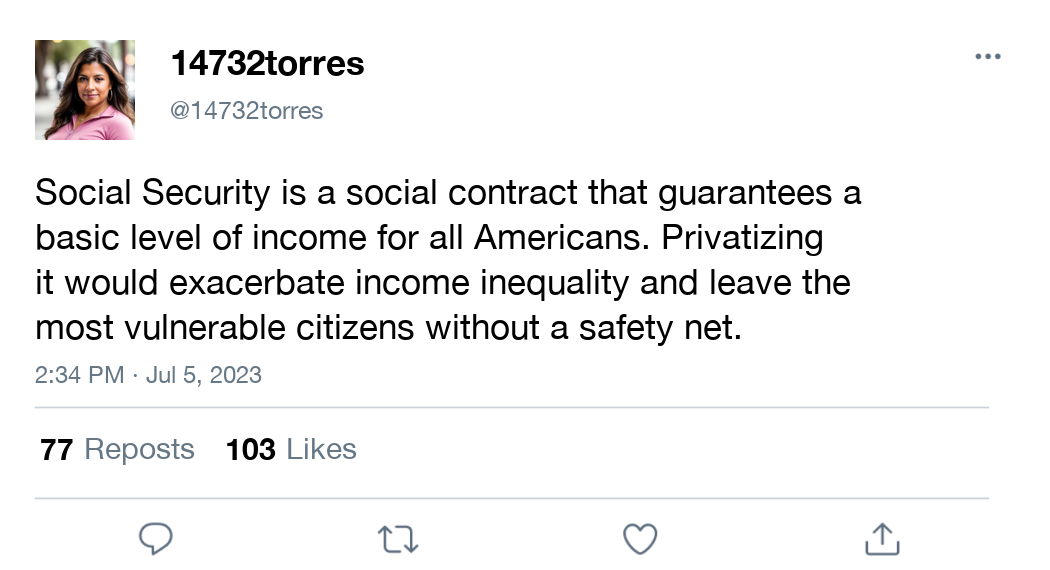 14732torres
@14732torres
Social Security is a social contract that guarantees a
basic level of income for all Americans. Privatizing
it would exacerbate income inequality and leave the
most vulnerable citizens without a safety net.
2:34 PM · Jul 5, 2023
77 Reposts 103 Likes